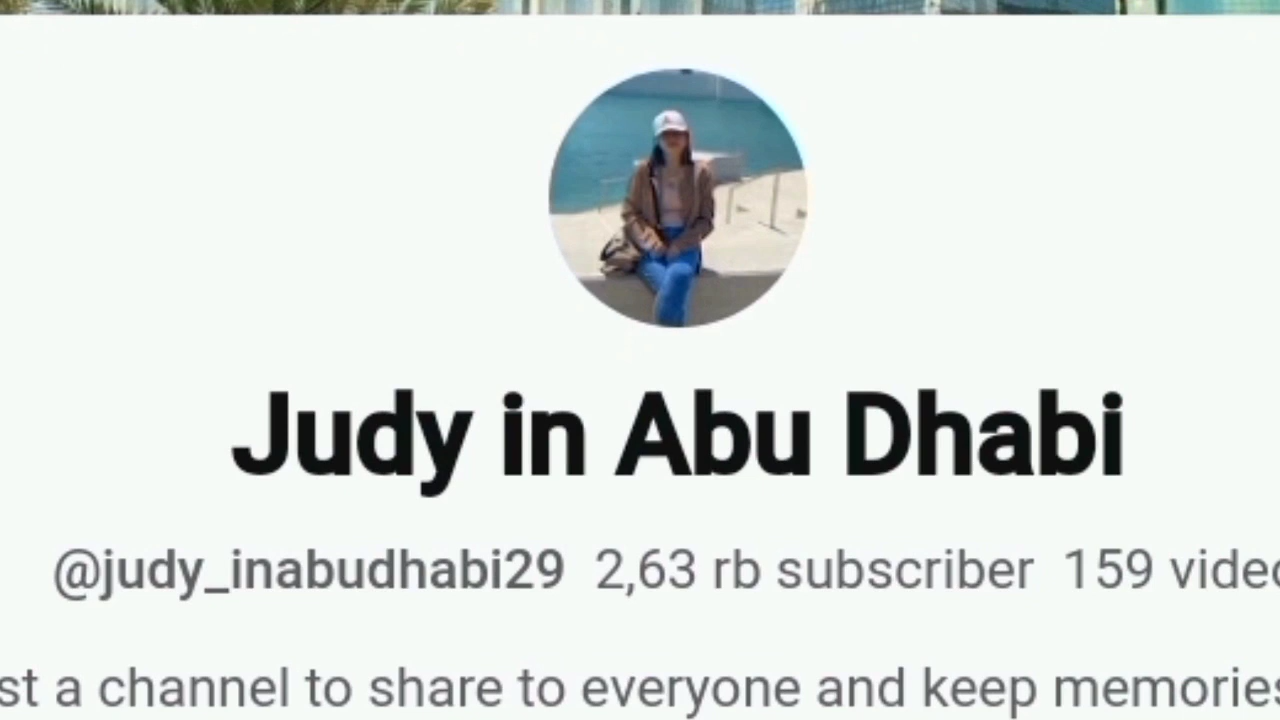 Judy in Abu Dhabi
@judy_inabudhabi29 2,63 rb subscriber 159 video
st a channel to share to everyone and keep memories